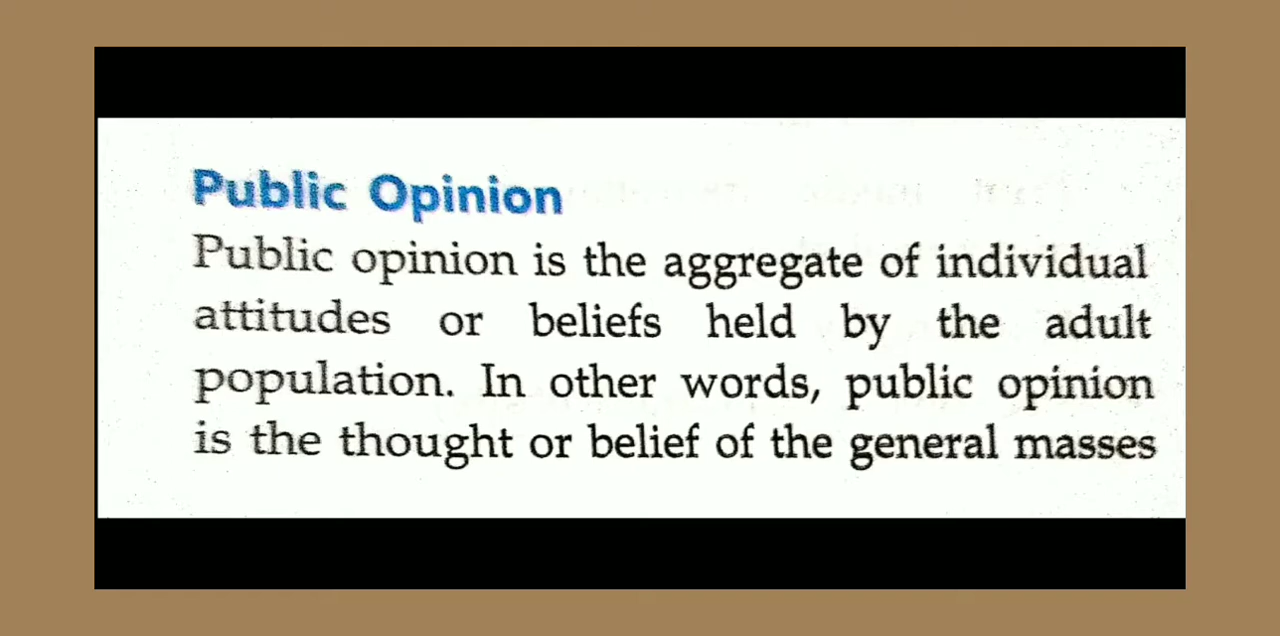 Public Opinion
Public opinion is the aggregate of individual
attitudes or beliefs held by the adult
population. In other words, public opinion
is the thought or belief of the general masses